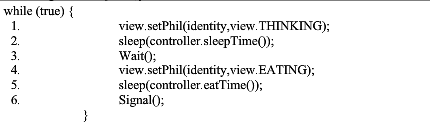 while (true) {
1. view.setPhil(identity,view.THINKING);
2. sleep(controller.sleepTime());
3. Wait();
4. view.setPhil(identity,view.EATING);
5. sleep(controller.eatTime());
6. Signal();
}